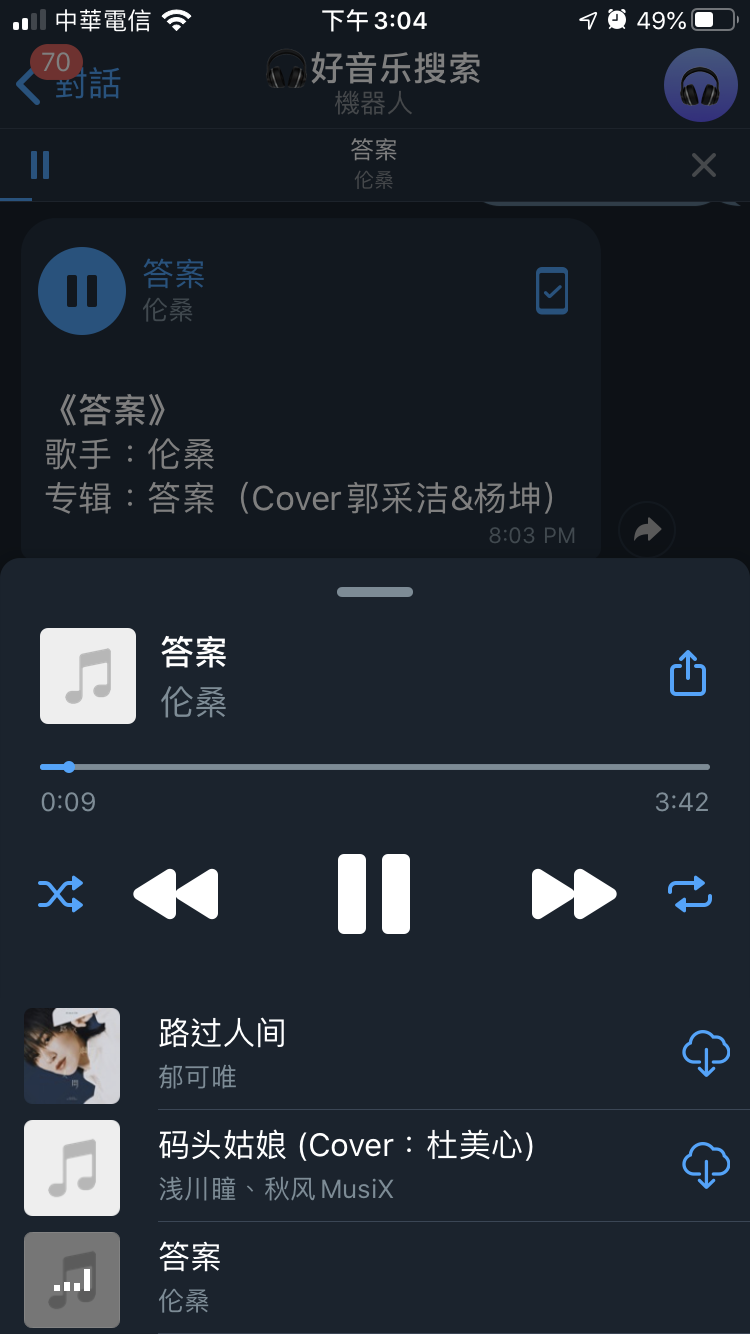 中華電信
下午3:04
49%
70
對話
🎧好音乐搜索
機器人
答案
伦桑
答案
伦桑
《答案》
歌手：伦桑
专辑：答案（Cover郭采洁&杨坤）
8:03 PM
答案
伦桑
0:09
3:42
路过人间
郁可唯
码头姑娘 (Cover：杜美心)
浅川瞳、秋风MusiX
答案
伦桑